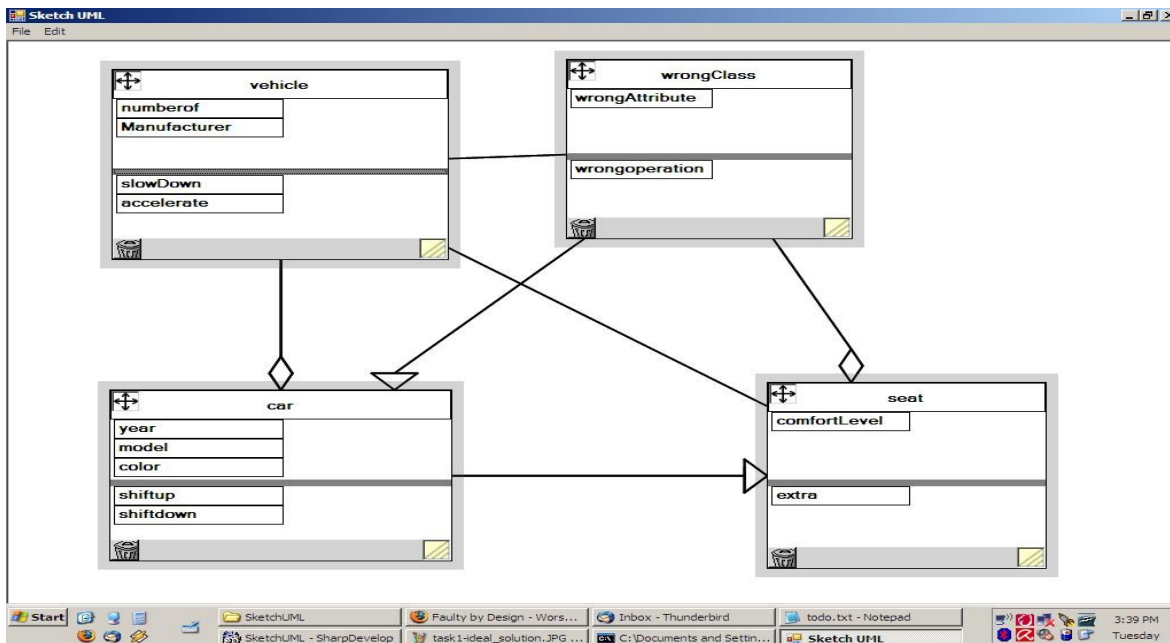 Sketch UML
File Edit
vehicle
numberof
Manufacturer
slowDown
accelerate
wrongClass
wrongAttribute
wrongoperation
car
year
model
color
shiftup
shiftdown
seat
comfortLevel
extra
Start
SketchUML
Faulty by Design - Wors...
Inbox - Thunderbird
todo.txt - Notepad
3:39 PM
SketchUML - SharpDevelop
task1-ideal_solution.JPG ...
C:\Documents and Settin...
Sketch UML
Tuesday